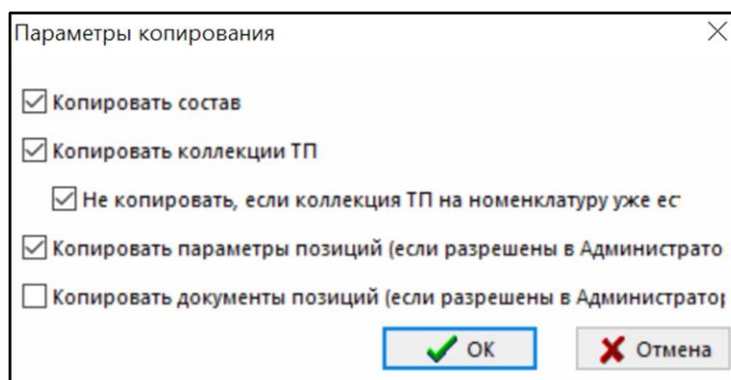 Параметры копирования
Копировать состав
Копировать коллекции ТП
Не копировать, если коллекция ТП на номенклатуру уже ес
Копировать параметры позиций (если разрешены в Администрато
Копировать документы позиций (если разрешены в Администратор
ОК
Отмена